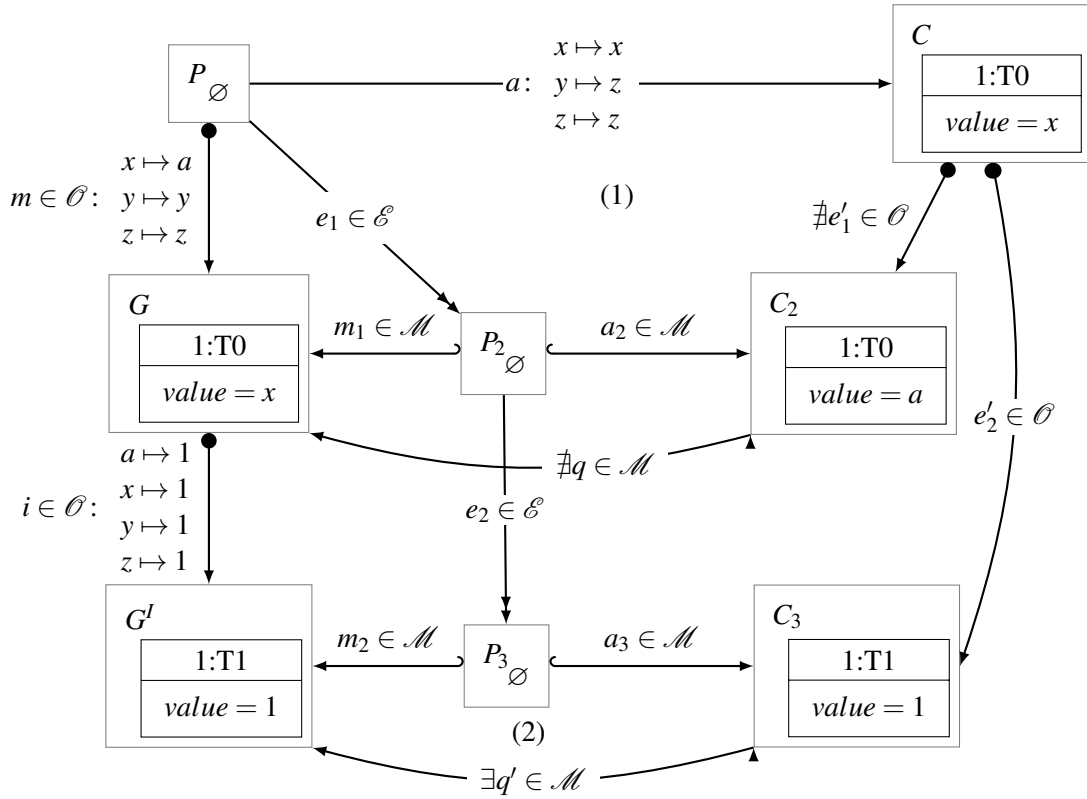 C
1:T0
value = x
P
∅
a: x ↦ x
y ↦ z
z ↦ z
m ∈ 𝒪: x ↦ a
y ↦ y
z ↦ z
e₁ ∈ ℰ
(1)
∄e′₁ ∈ 𝒪
G
1:T0
value = x
m₁ ∈ ℳ
P₂
∅
a₂ ∈ ℳ
C₂
1:T0
value = a
e′₂ ∈ 𝒪
∄q ∈ ℳ
i ∈ 𝒪: a ↦ 1
x ↦ 1
y ↦ 1
z ↦ 1
e₂ ∈ ℰ
Gᴵ
1:T1
value = 1
m₂ ∈ ℳ
P₃
∅
a₃ ∈ ℳ
C₃
1:T1
value = 1
(2)
∃q′ ∈ ℳ